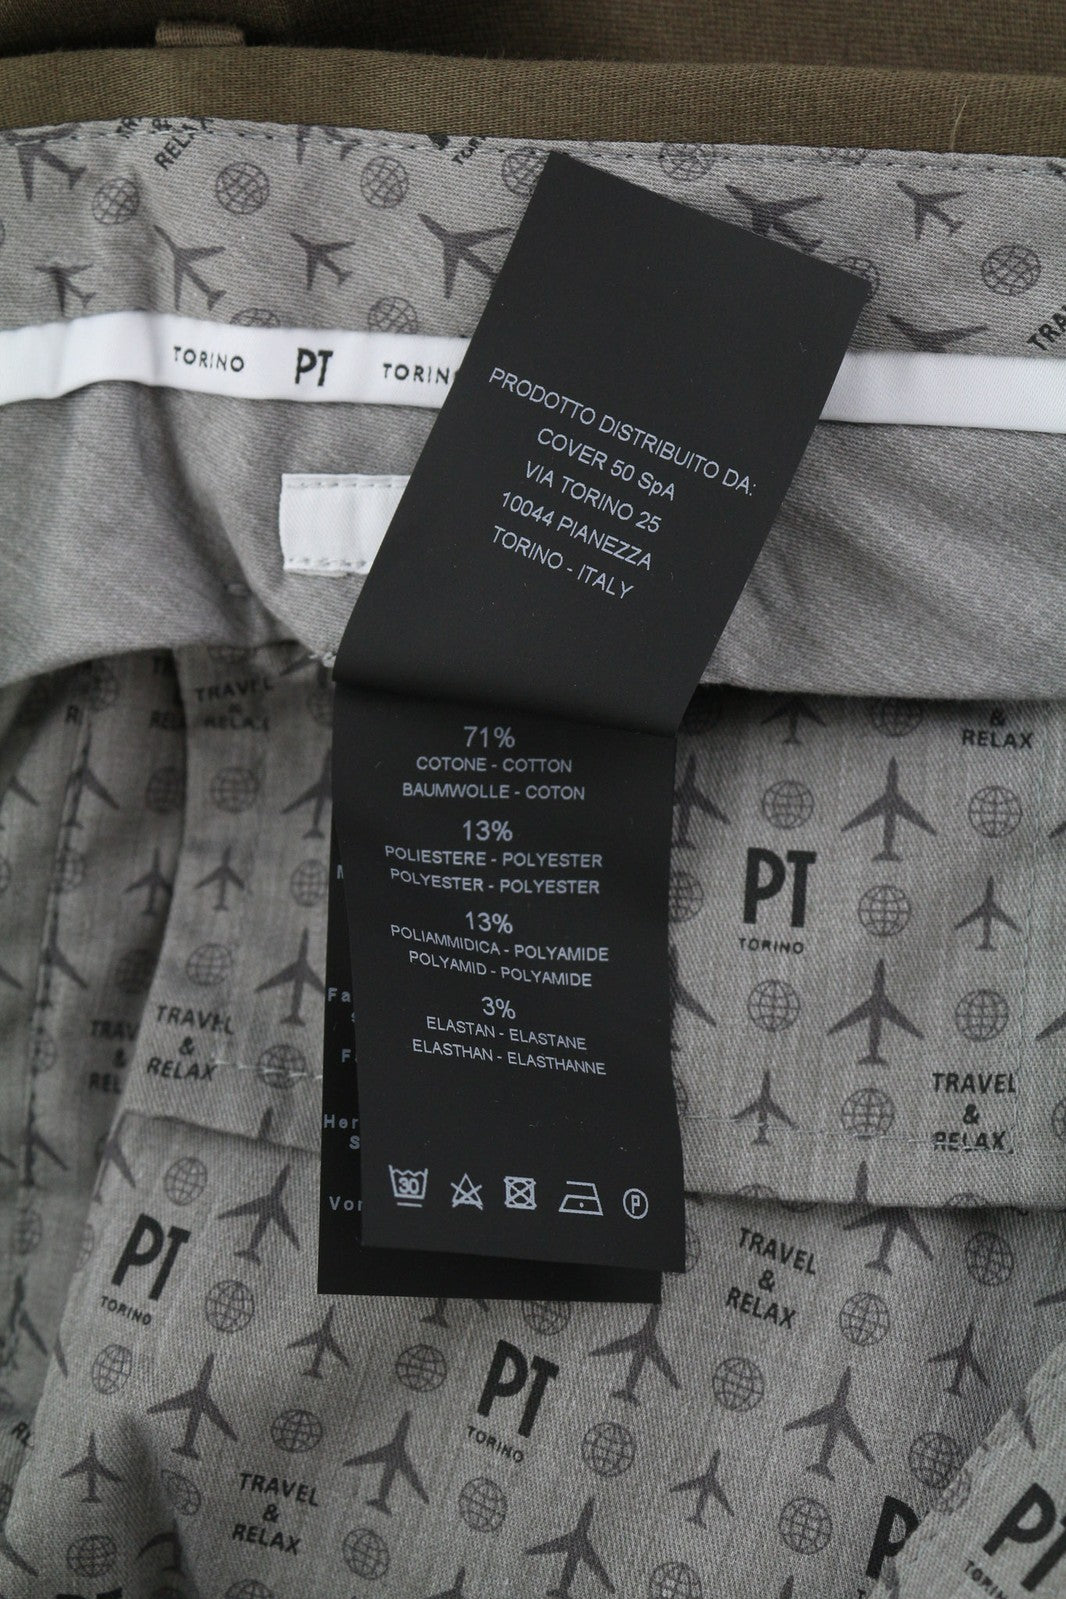 TORINO PT TORINO
PRODOTTO DISTRIBUITO DA:
COVER 50 SpA
VIA TORINO 25
10044 PIANEZZA
TORINO - ITALY
71%
COTONE - COTTON
BAUMWOLLE - COTON
13%
POLIESTERE - POLYESTER
POLYESTER - POLYESTER
13%
POLIAMMIDICA - POLYAMIDE
POLYAMID - POLYAMIDE
3%
ELASTAN - ELASTANE
ELASTHAN - ELASTHANNE
30
P
TRAVEL
&
RELAX
&
RELAX
PT
TORINO
TRAVEL
&
RELAX
TRAVEL
&
RELAX
PT
TORINO
TRAVEL
&
RELAX
PT
TORINO
TRAVEL
&
RELAX
PT